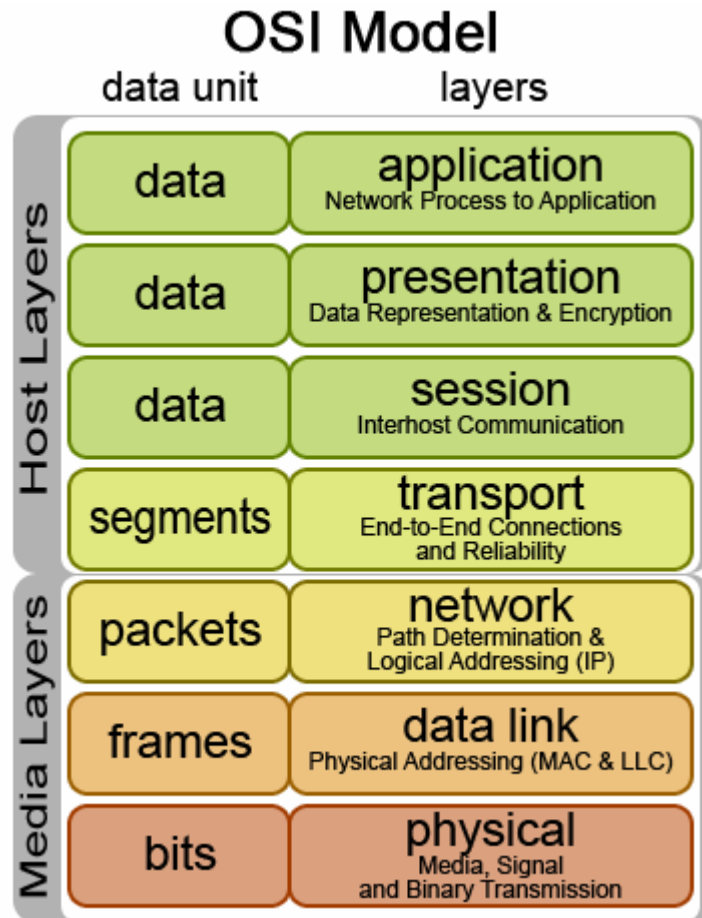 OSI Model
data unit layers
Host Layers
data
application
Network Process to Application
data
presentation
Data Representation & Encryption
data
session
Interhost Communication
segments
transport
End-to-End Connections
and Reliability
Media Layers
packets
network
Path Determination &
Logical Addressing (IP)
frames
data link
Physical Addressing (MAC & LLC)
bits
physical
Media, Signal
and Binary Transmission